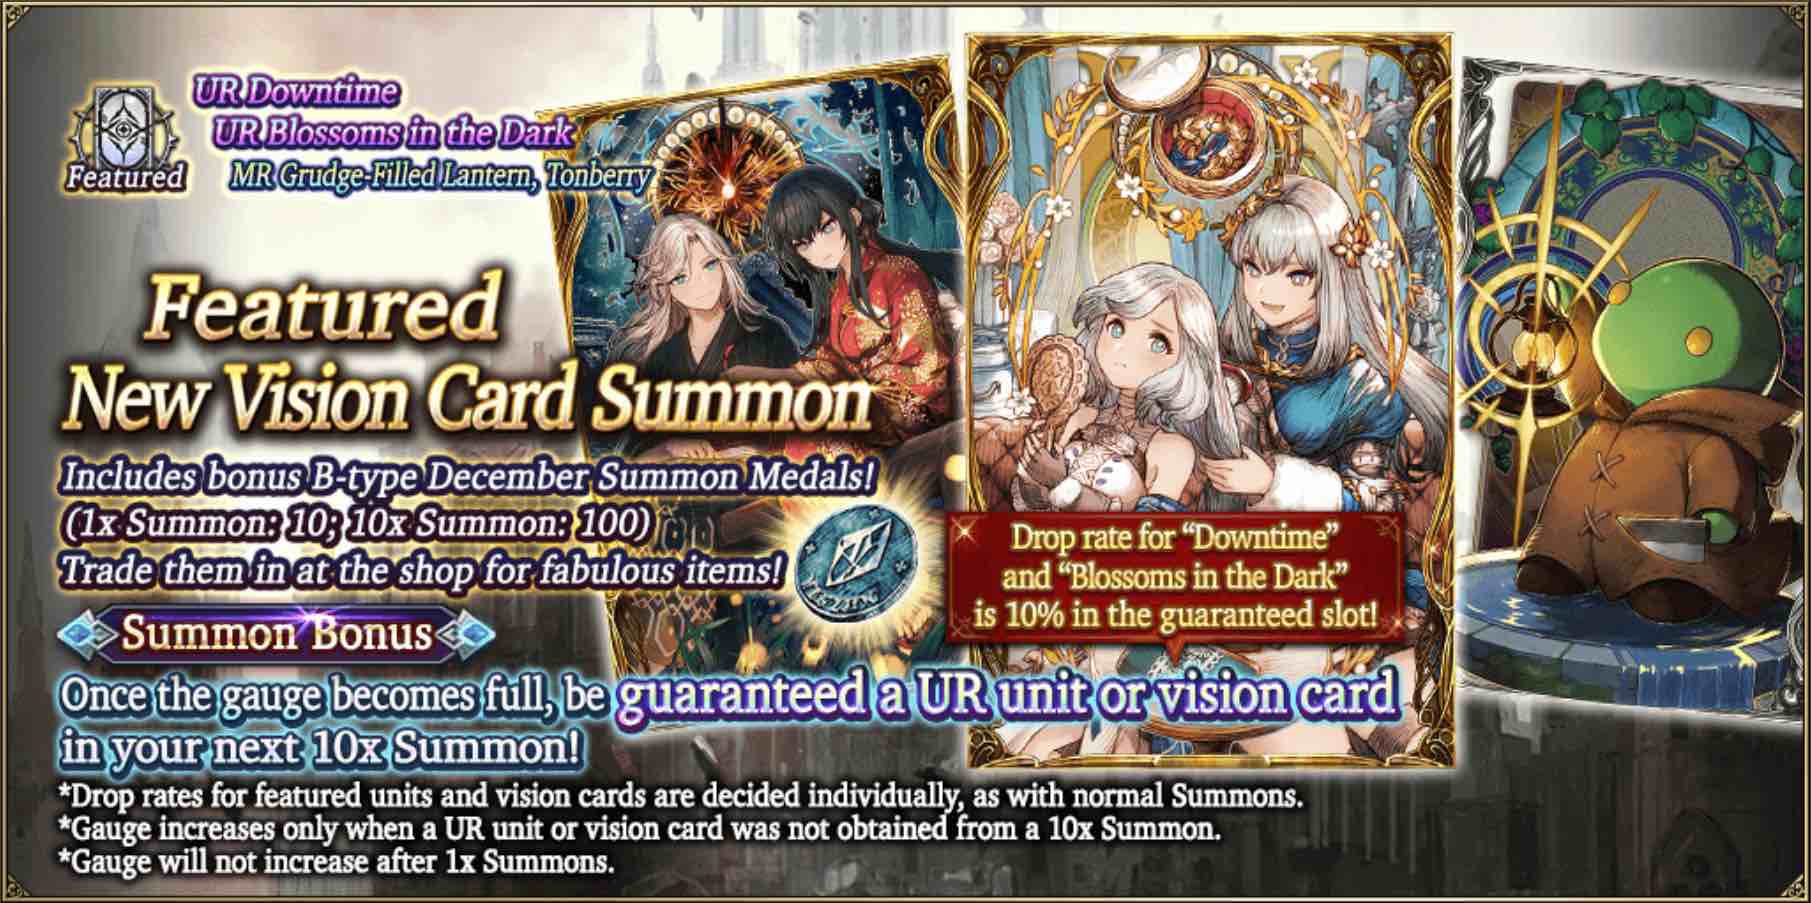 UR Downtime
UR Blossoms in the Dark
Featured
MR Grudge-Filled Lantern, Tonberry
Featured
New Vision Card Summon
Includes bonus B-type December Summon Medals!
(1x Summon: 10; 10x Summon: 100)
Trade them in at the shop for fabulous items!
Drop rate for “Downtime”
and “Blossoms in the Dark”
is 10% in the guaranteed slot!
Summon Bonus
Once the gauge becomes full, be guaranteed a UR unit or vision card
in your next 10x Summon!
*Drop rates for featured units and vision cards are decided individually, as with normal Summons.
*Gauge increases only when a UR unit or vision card was not obtained from a 10x Summon.
*Gauge will not increase after 1x Summons.